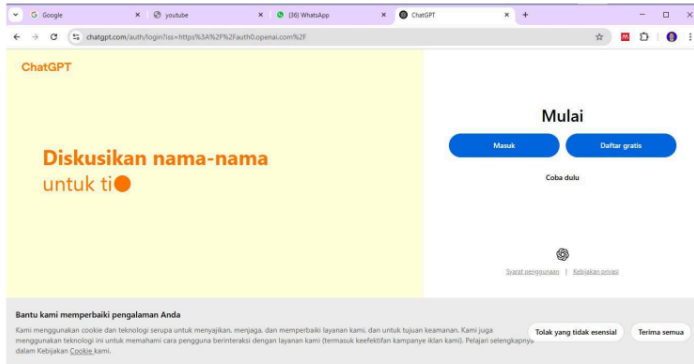 Google
youtube
(36) WhatsApp
ChatGPT
chatgpt.com/auth/login?iss=https%3A%2F%2Fauth0.openai.com%2F
ChatGPT
Diskusikan nama-nama
untuk ti
Mulai
Masuk
Daftar gratis
Coba dulu
Syarat penggunaan | Kebijakan privasi
Bantu kami memperbaiki pengalaman Anda
Kami menggunakan cookie dan teknologi serupa untuk menyajikan, menjaga, dan memperbaiki layanan kami, dan untuk tujuan keamanan. Kami juga
menggunakan teknologi ini untuk memahami cara pengguna berinteraksi dengan layanan kami (termasuk keefektifan kampanye iklan kami). Pelajari selengkapnya
dalam Kebijakan Cookie kami.
Tolak yang tidak esensial
Terima semua